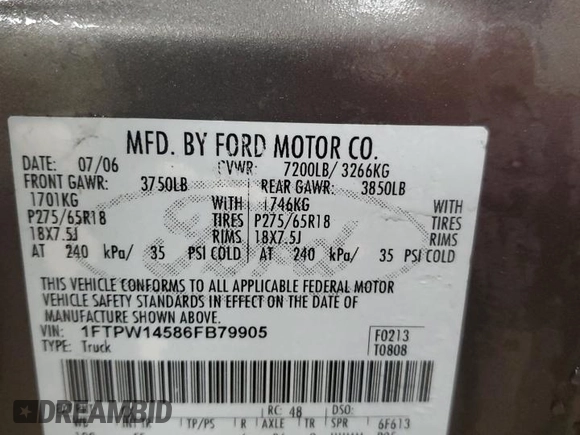 MFD. BY FORD MOTOR CO.
DATE: 07/06 GVWR: 7200LB/ 3266KG
FRONT GAWR: 3750LB REAR GAWR: 3850LB
1701KG WITH 1746KG WITH
P275/65R18 TIRES P275/65R18 TIRES
18X7.5J RIMS 18X7.5J RIMS
AT 240 kPa/ 35 PSI COLD AT 240 kPa/ 35 PSI COLD
Ford
THIS VEHICLE CONFORMS TO ALL APPLICABLE FEDERAL MOTOR
VEHICLE SAFETY STANDARDS IN EFFECT ON THE DATE OF
MANUFACTURE SHOWN ABOVE.
VIN: 1FTPW14586FB79905 F0213
TYPE: Truck T0808
RC: 48 DSO:
TP/PS R AXLE TR SPR 6F613
DREAMBID